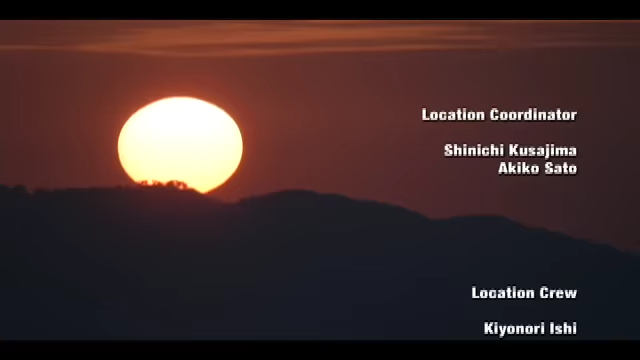 Location Coordinator
Shinichi Kusajima
Akiko Sato
Location Crew
Kiyonori Ishi